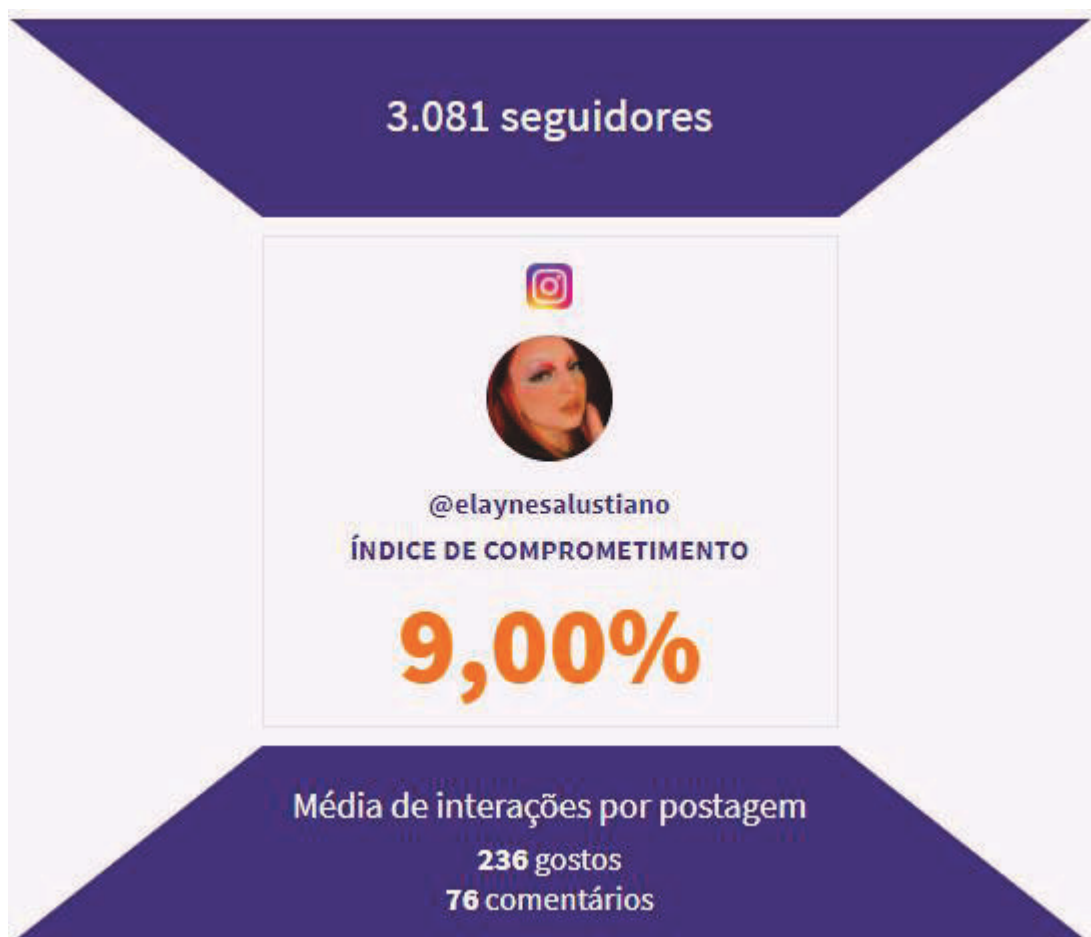 3.081 seguidores
@elaynesalustiano
ÍNDICE DE COMPROMETIMENTO
9,00%
Média de interações por postagem
236 gostos
76 comentários